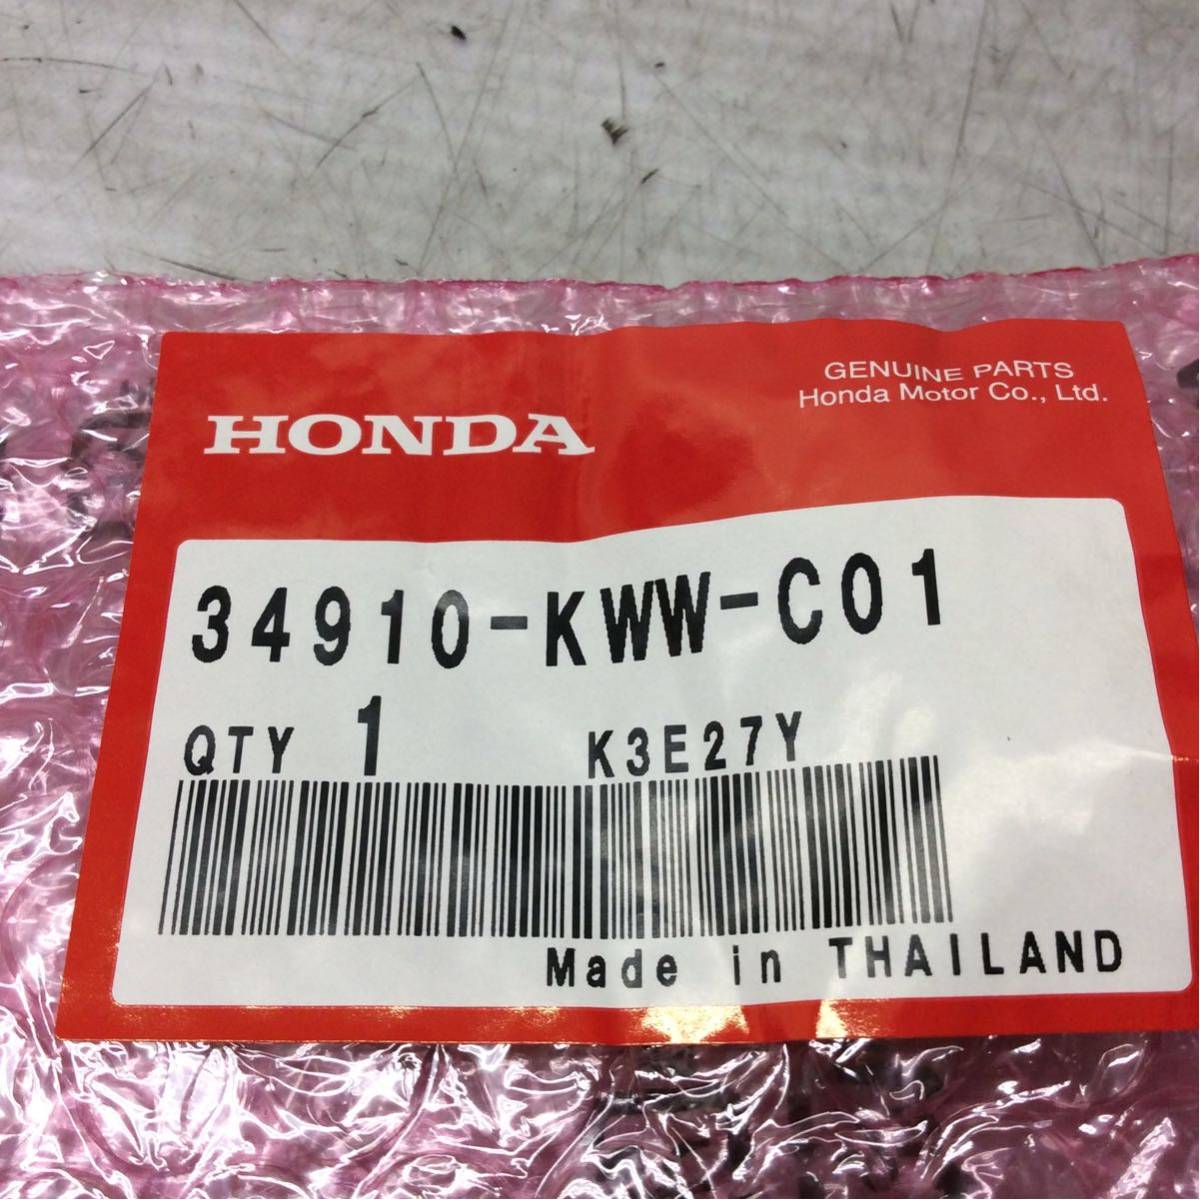 GENUINE PARTS
Honda Motor Co., Ltd.
HONDA
34910-KWW-C01
QTY 1 K3E27Y
Made in THAILAND